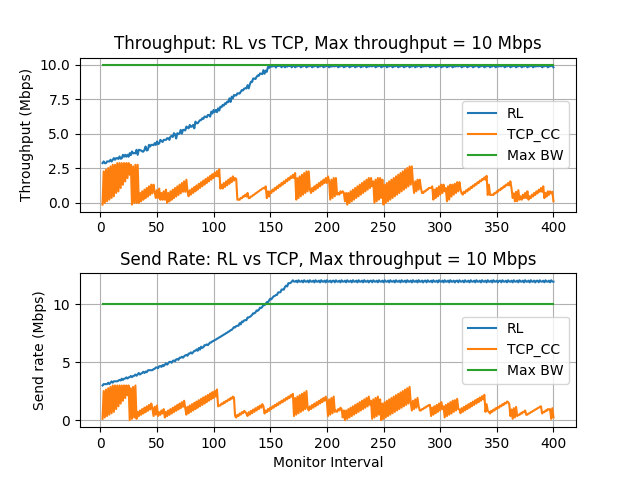 Throughput: RL vs TCP, Max throughput = 10 Mbps
Throughput (Mbps)
10.0
7.5
5.0
2.5
0.0
RL
TCP_CC
Max BW
0 50 100 150 200 250 300 350 400
Send Rate: RL vs TCP, Max throughput = 10 Mbps
Send rate (Mbps)
10
5
0
RL
TCP_CC
Max BW
0 50 100 150 200 250 300 350 400
Monitor Interval